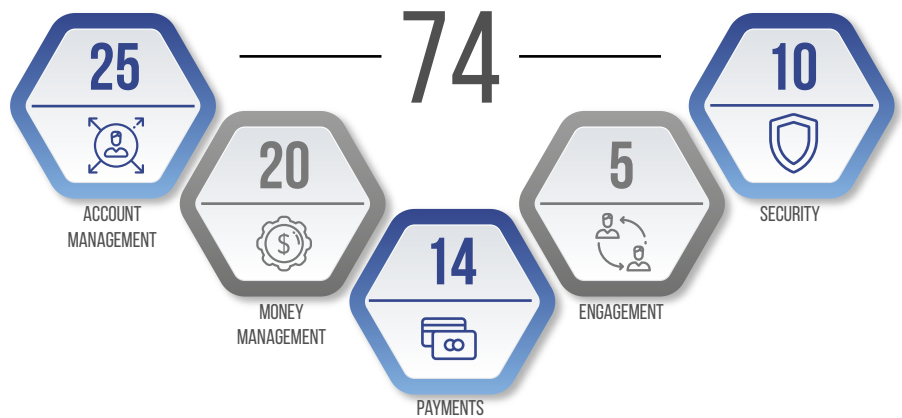 74
25
ACCOUNT
MANAGEMENT
20
$
MONEY
MANAGEMENT
14
PAYMENTS
5
ENGAGEMENT
10
SECURITY